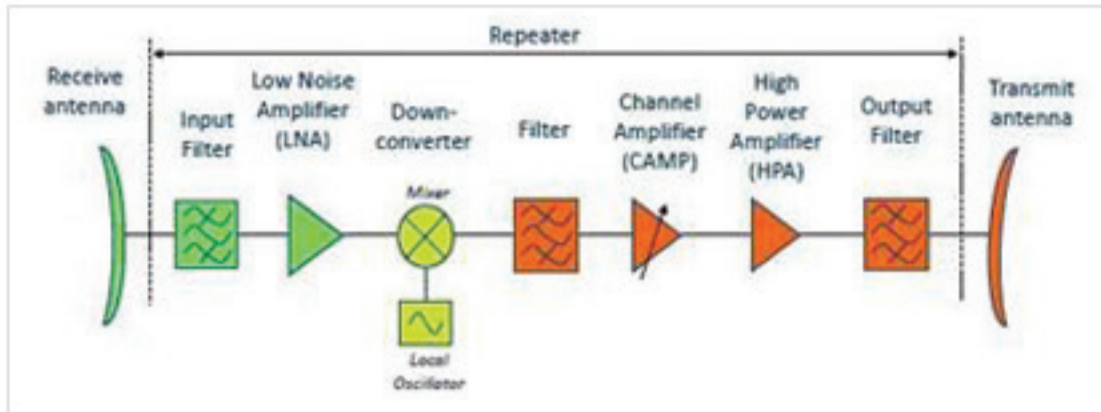 Repeater
Receive
antenna
Input
Filter
Low Noise
Amplifier
(LNA)
Down-
converter
Mixer
Local
Oscillator
Filter
Channel
Amplifier
(CAMP)
High
Power
Amplifier
(HPA)
Output
Filter
Transmit
antenna